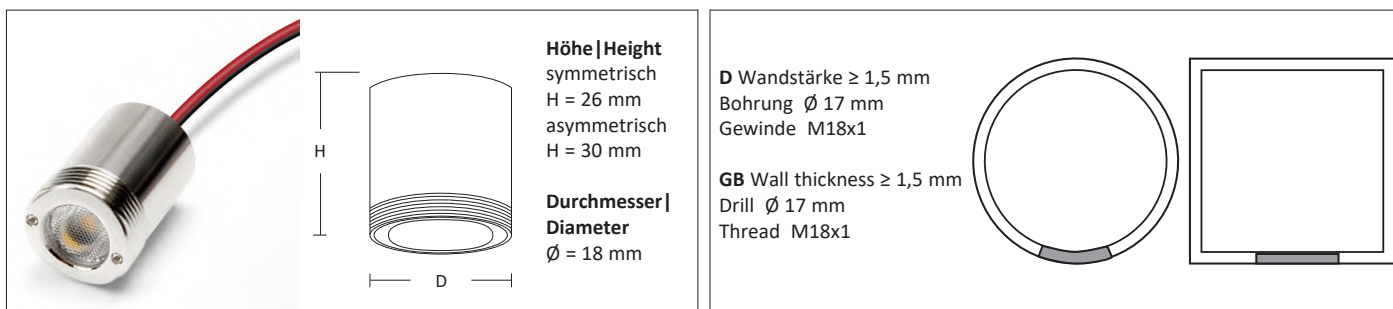 Höhe|Height
symmetrisch
H = 26 mm
asymmetrisch
H = 30 mm
Durchmesser|
Diameter
Ø = 18 mm
H
D
D Wandstärke ≥ 1,5 mm
Bohrung Ø 17 mm
Gewinde M18x1
GB Wall thickness ≥ 1,5 mm
Drill Ø 17 mm
Thread M18x1